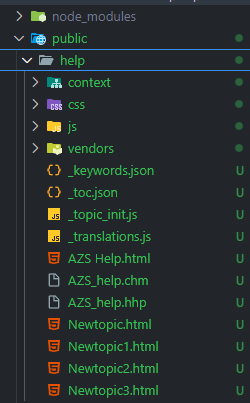 node_modules
public
help
context
css
js
vendors
_keywords.json U
_toc.json U
_topic_init.js U
_translations.js U
AZS Help.html U
AZS_help.chm U
AZS_help.hhp U
Newtopic.html U
Newtopic1.html U
Newtopic2.html U
Newtopic3.html U